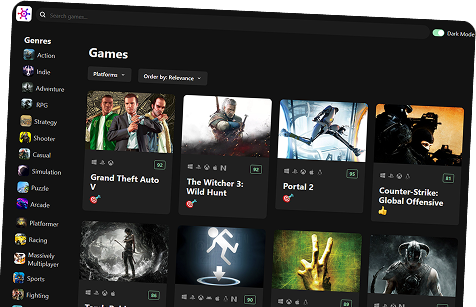 Search games...
Dark Mode
Genres
Action
Indie
Adventure
RPG
Strategy
Shooter
Casual
Simulation
Puzzle
Arcade
Platformer
Racing
Massively
Multiplayer
Sports
Fighting
Games
Platforms
Order by: Relevance
92
Grand Theft Auto
V
92
The Witcher 3:
Wild Hunt
95
Portal 2
81
Counter-Strike:
Global Offensive
86
90
89